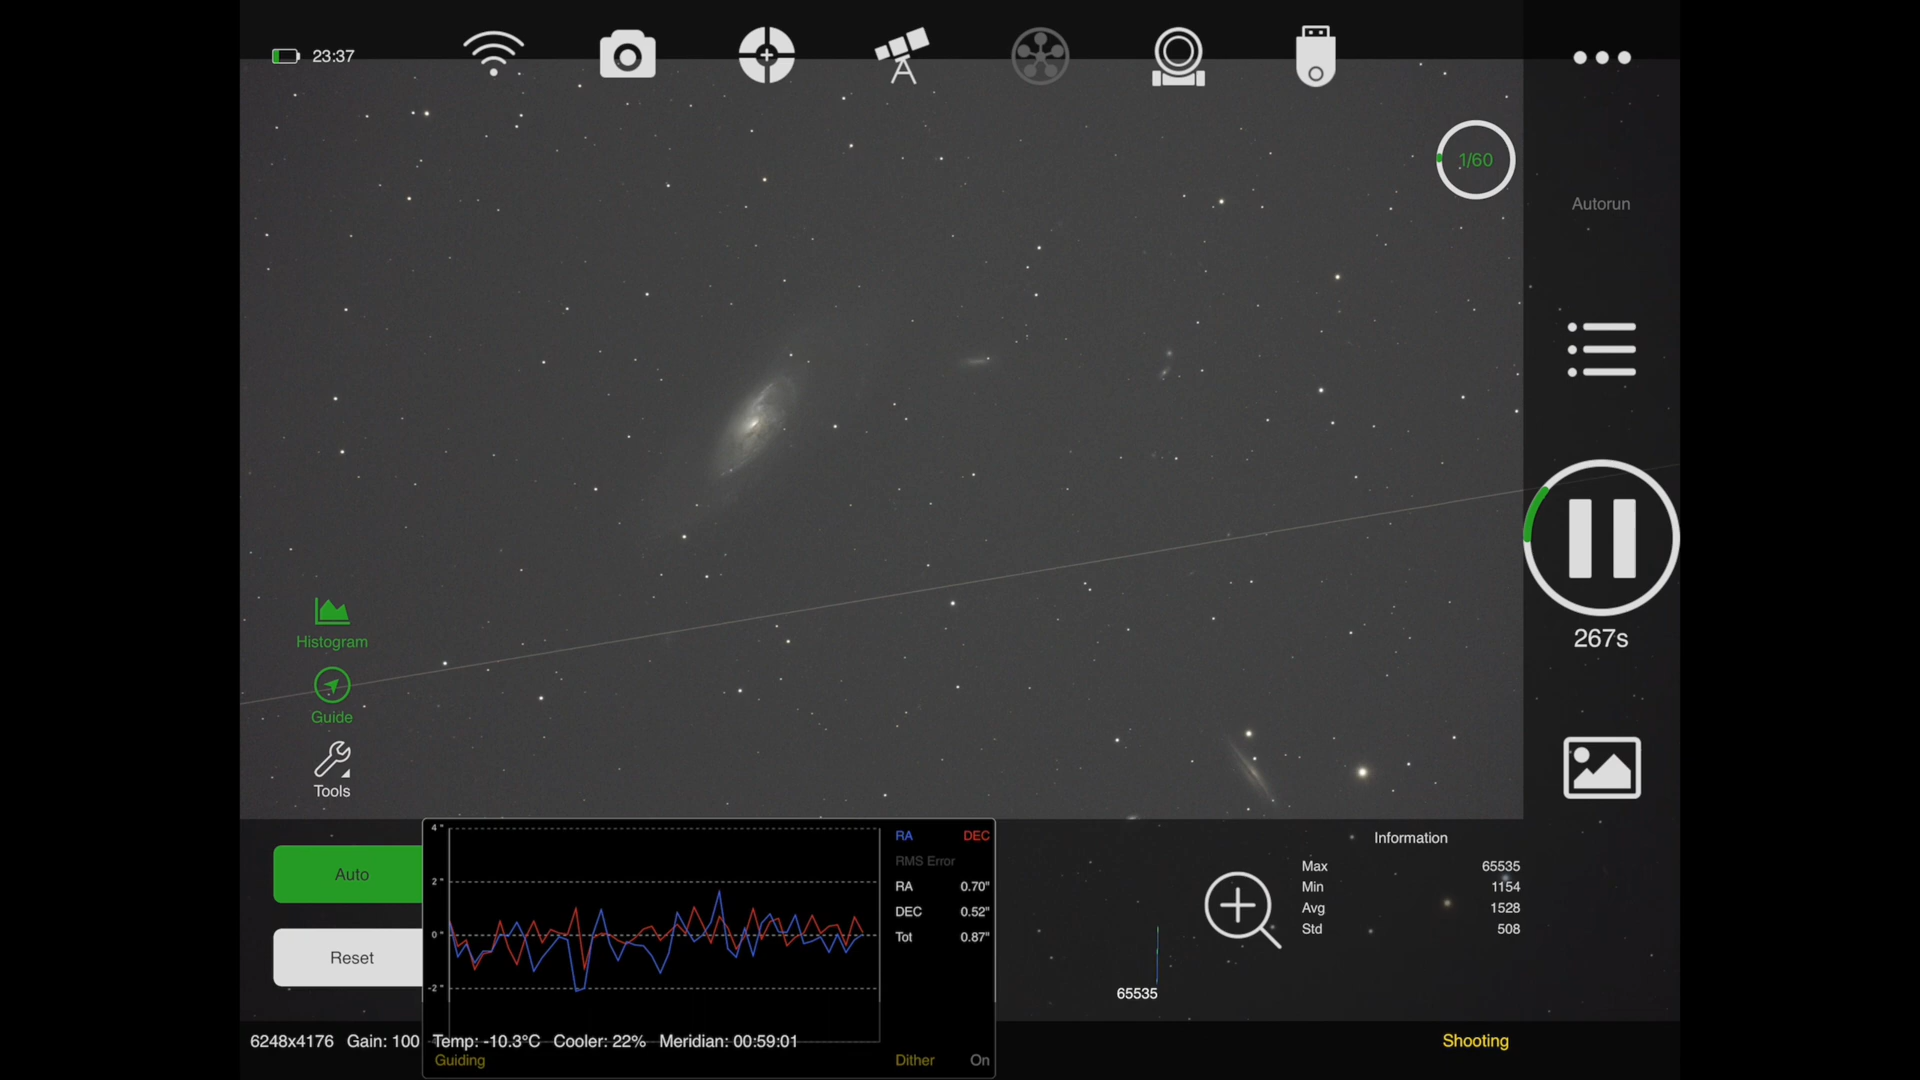 23:37
1/60
Autorun
267s
Histogram
Guide
Tools
Auto
Reset
4"
2"
0"
-2"
RA DEC
RMS Error
RA 0.70"
DEC 0.52"
Tot 0.87"
65535
Information
Max 65535
Min 1154
Avg 1528
Std 508
6248x4176 Gain: 100 Temp: -10.3°C Cooler: 22% Meridian: 00:59:01
Shooting
Guiding
Dither On